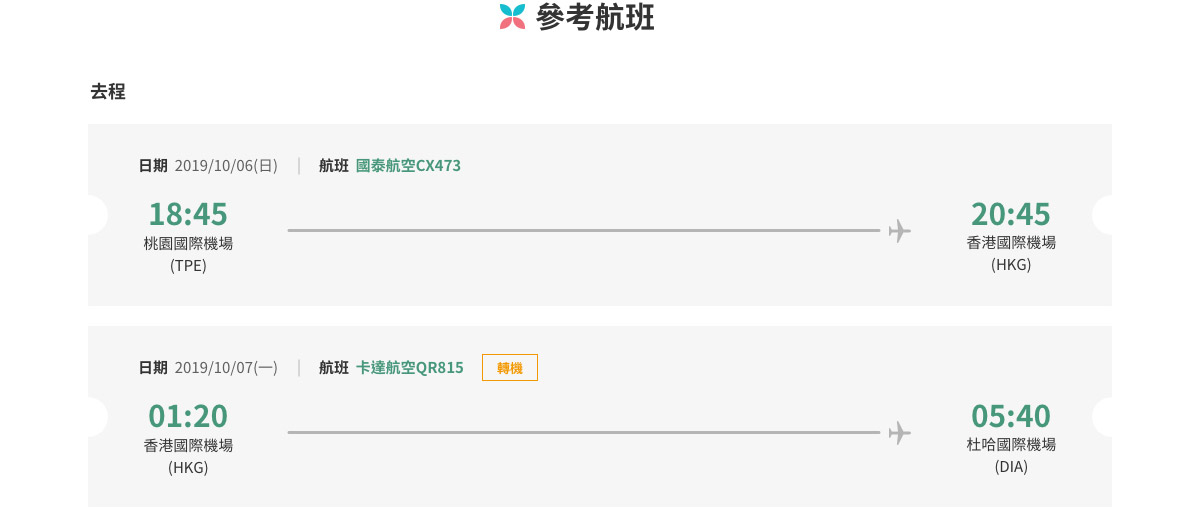 參考航班
去程
日期 2019/10/06(日) | 航班 國泰航空CX473
18:45
20:45
桃園國際機場
香港國際機場
(TPE)
(HKG)
日期 2019/10/07(一) | 航班 卡達航空QR815 轉機
01:20
05:40
香港國際機場
杜哈國際機場
(HKG)
(DIA)